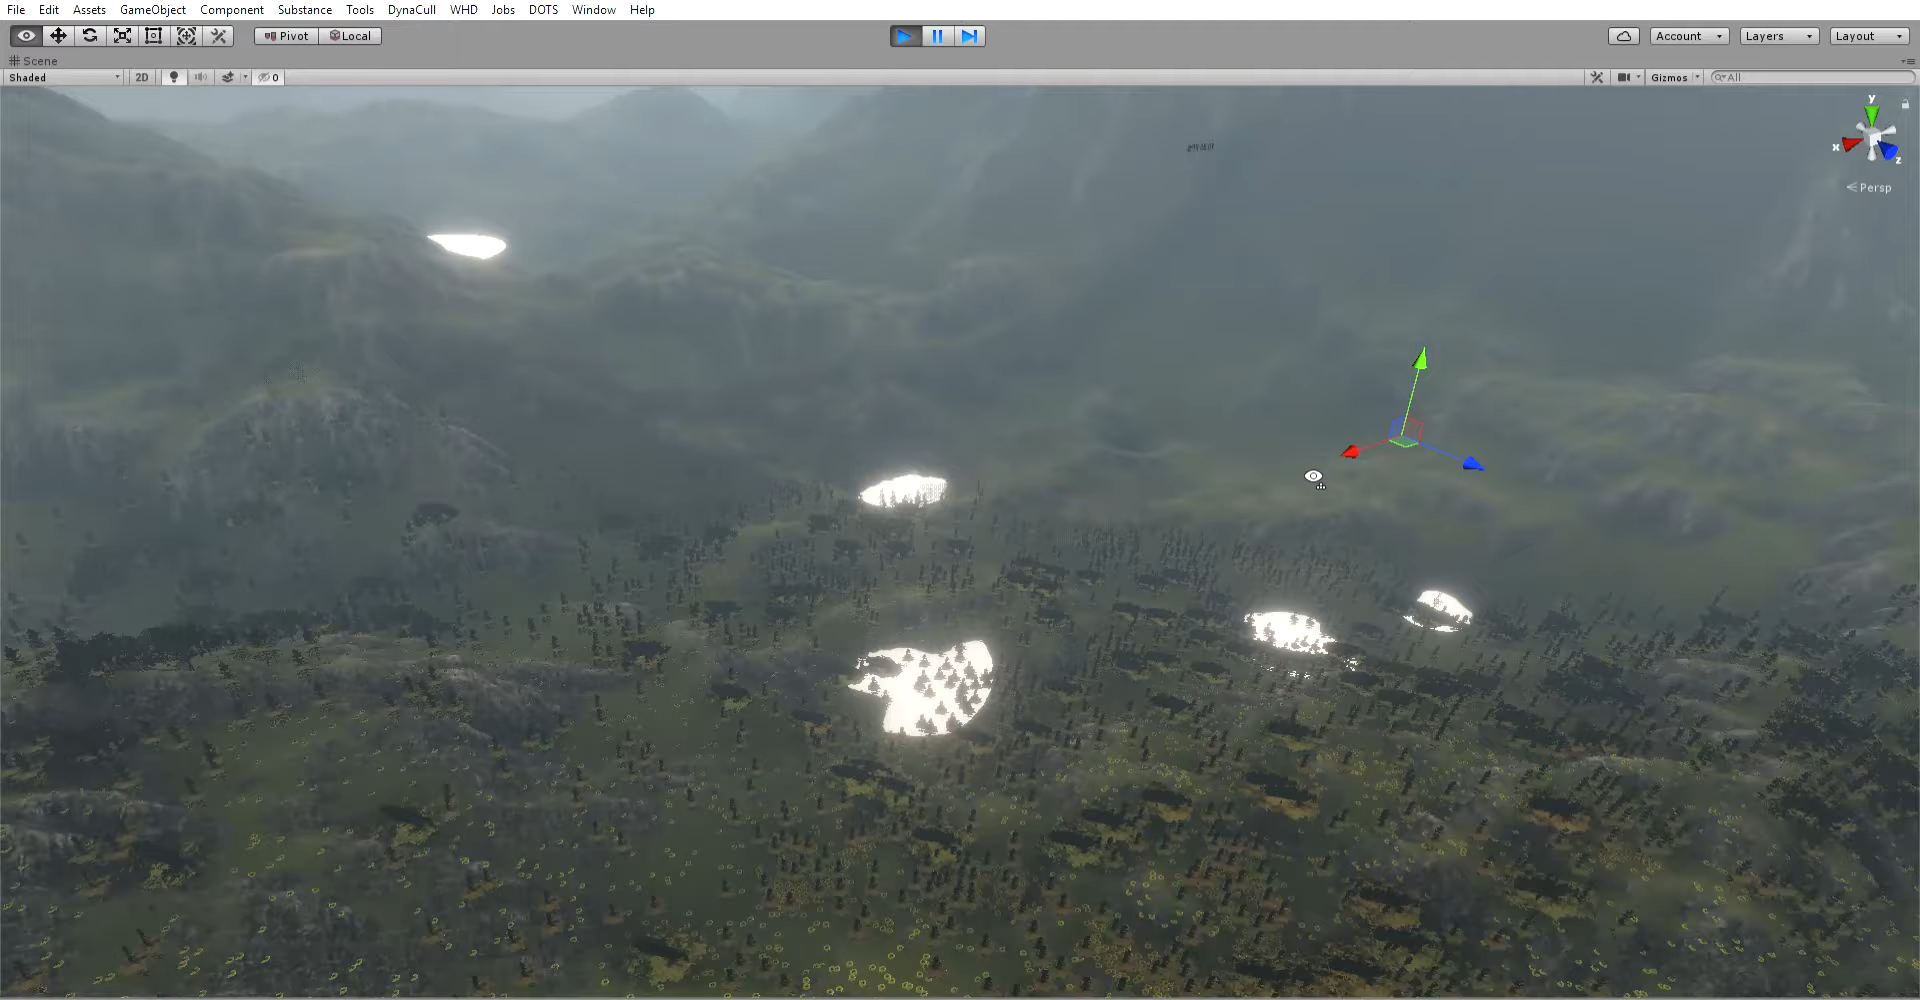 File Edit Assets GameObject Component Substance Tools DynaCull WHD Jobs DOTS Window Help
Pivot Local Account Layers Layout
Scene
Shaded 2D 0 Gizmos All
y
x
z
Persp